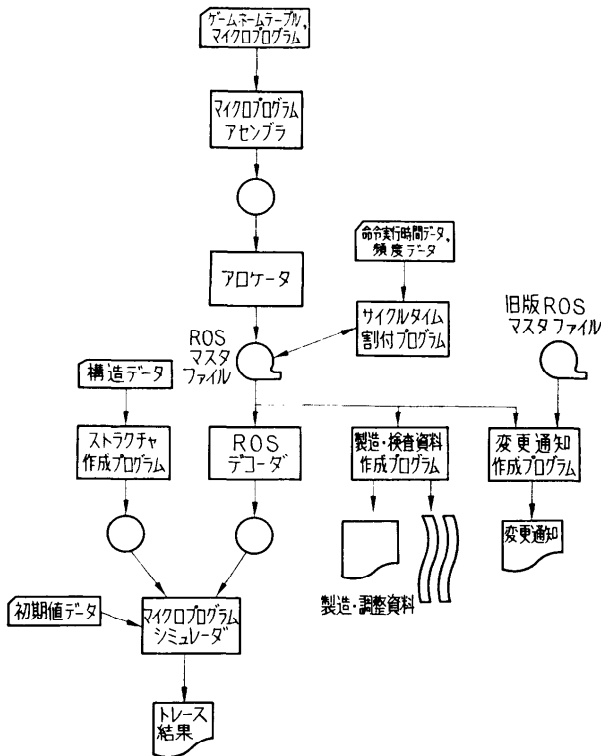 ゲームネームテーブル,
マイクロプログラム
マイクロプログラム
アセンブラ
命令実行時間データ,
頻度データ
アロケータ
サイクルタイム
割付プログラム
旧版ROS
マスタファイル
ROS
マスタ
ファイル
構造データ
ストラクチャ
作成プログラム
ROS
デコーダ
製造・検査資料
作成プログラム
変更通知
作成プログラム
変更通知
製造・調整資料
初期値データ
マイクロプログラム
シミュレーダ
トレース
結果